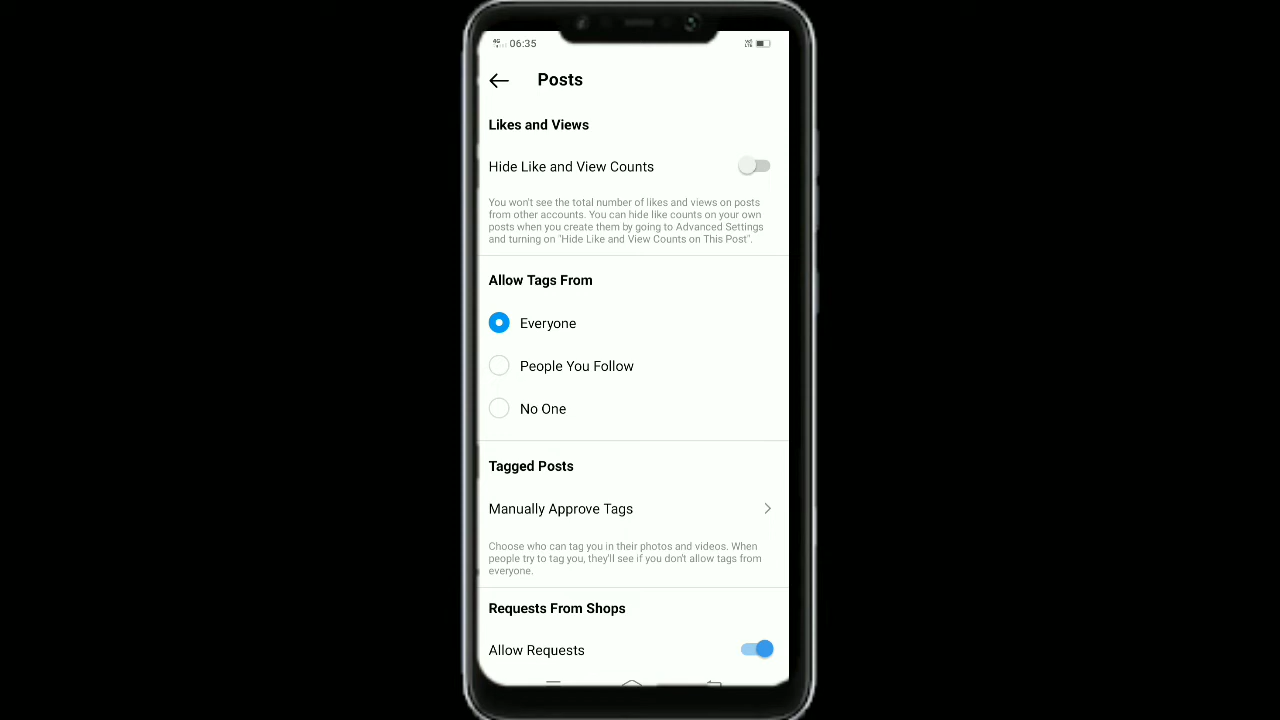 4G 06:35
Posts
Likes and Views
Hide Like and View Counts
You won't see the total number of likes and views on posts
from other accounts. You can hide like counts on your own
posts when you create them by going to Advanced Settings
and turning on "Hide Like and View Counts on This Post".
Allow Tags From
Everyone
People You Follow
No One
Tagged Posts
Manually Approve Tags
Choose who can tag you in their photos and videos. When
people try to tag you, they'll see if you don't allow tags from
everyone.
Requests From Shops
Allow Requests